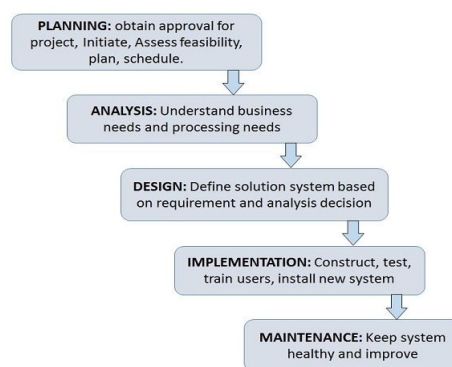 PLANNING: obtain approval for
project, Initiate, Assess feasibility,
plan, schedule.
ANALYSIS: Understand business
needs and processing needs
DESIGN: Define solution system based
on requirement and analysis decision
IMPLEMENTATION: Construct, test,
train users, install new system
MAINTENANCE: Keep system
healthy and improve